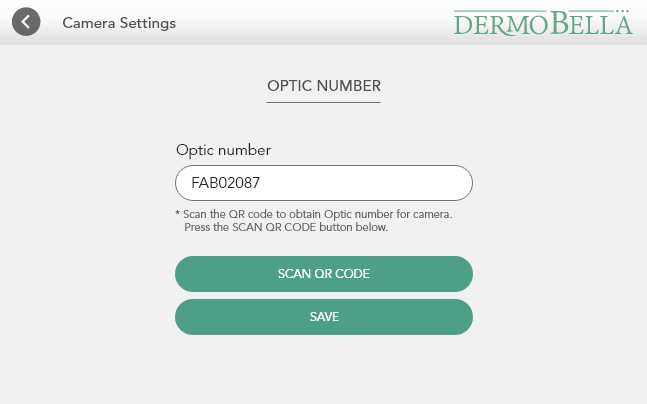 Camera Settings
DERMOBELLA
OPTIC NUMBER
Optic number
FAB02087
* Scan the QR code to obtain Optic number for camera.
Press the SCAN QR CODE button below.
SCAN QR CODE
SAVE